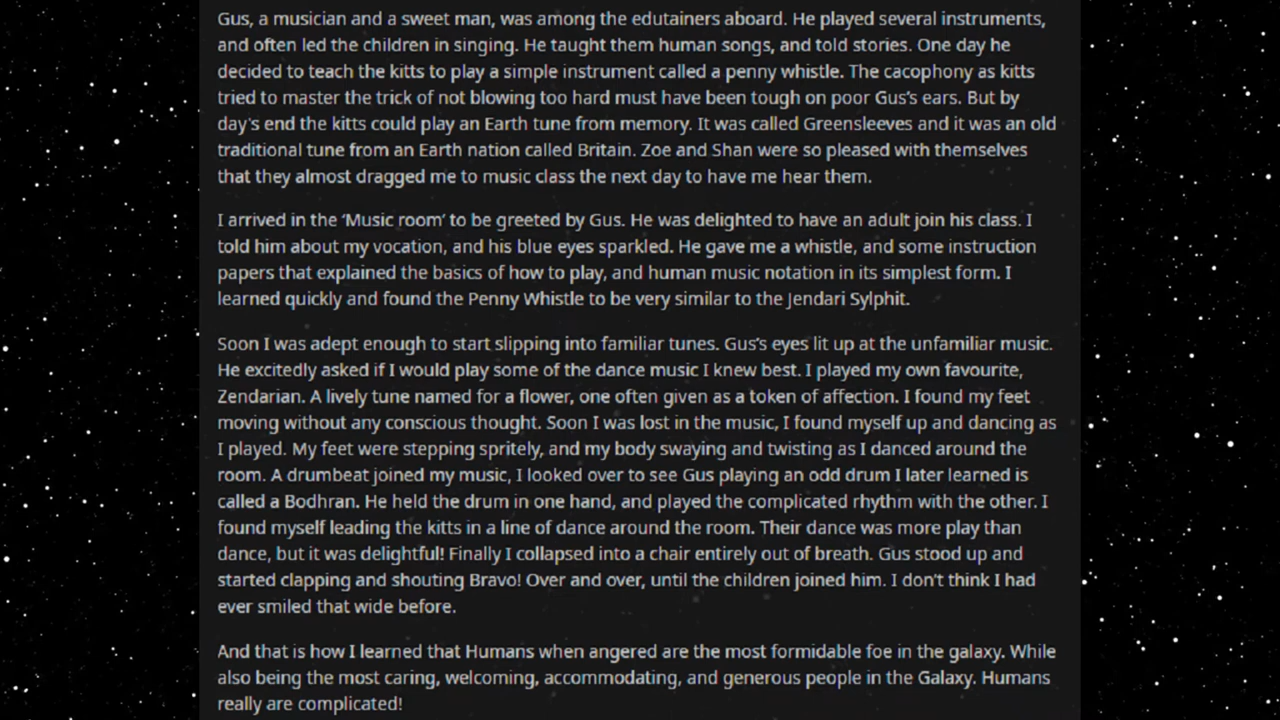 Gus, a musician and a sweet man, was among the edutainers aboard. He played several instruments,
and often led the children in singing. He taught them human songs, and told stories. One day he
decided to teach the kitts to play a simple instrument called a penny whistle. The cacophony as kitts
tried to master the trick of not blowing too hard must have been tough on poor Gus's ears. But by
day's end the kitts could play an Earth tune from memory. It was called Greensleeves and it was an old
traditional tune from an Earth nation called Britain. Zoe and Shan were so pleased with themselves
that they almost dragged me to music class the next day to have me hear them.
I arrived in the 'Music room' to be greeted by Gus. He was delighted to have an adult join his class. I
told him about my vocation, and his blue eyes sparkled. He gave me a whistle, and some instruction
papers that explained the basics of how to play, and human music notation in its simplest form. I
learned quickly and found the Penny Whistle to be very similar to the Jendari Sylphit.
Soon I was adept enough to start slipping into familiar tunes. Gus's eyes lit up at the unfamiliar music.
He excitedly asked if I would play some of the dance music I knew best. I played my own favourite,
Zendarian. A lively tune named for a flower, one often given as a token of affection. I found my feet
moving without any conscious thought. Soon I was lost in the music, I found myself up and dancing as
I played. My feet were stepping spritely, and my body swaying and twisting as I danced around the
room. A drumbeat joined my music, I looked over to see Gus playing an odd drum I later learned is
called a Bodhran. He held the drum in one hand, and played the complicated rhythm with the other. I
found myself leading the kitts in a line of dance around the room. Their dance was more play than
dance, but it was delightful! Finally I collapsed into a chair entirely out of breath. Gus stood up and
started clapping and shouting Bravo! Over and over, until the children joined him. I don't think I had
ever smiled that wide before.
And that is how I learned that Humans when angered are the most formidable foe in the galaxy. While
also being the most caring, welcoming, accommodating, and generous people in the Galaxy. Humans
really are complicated!